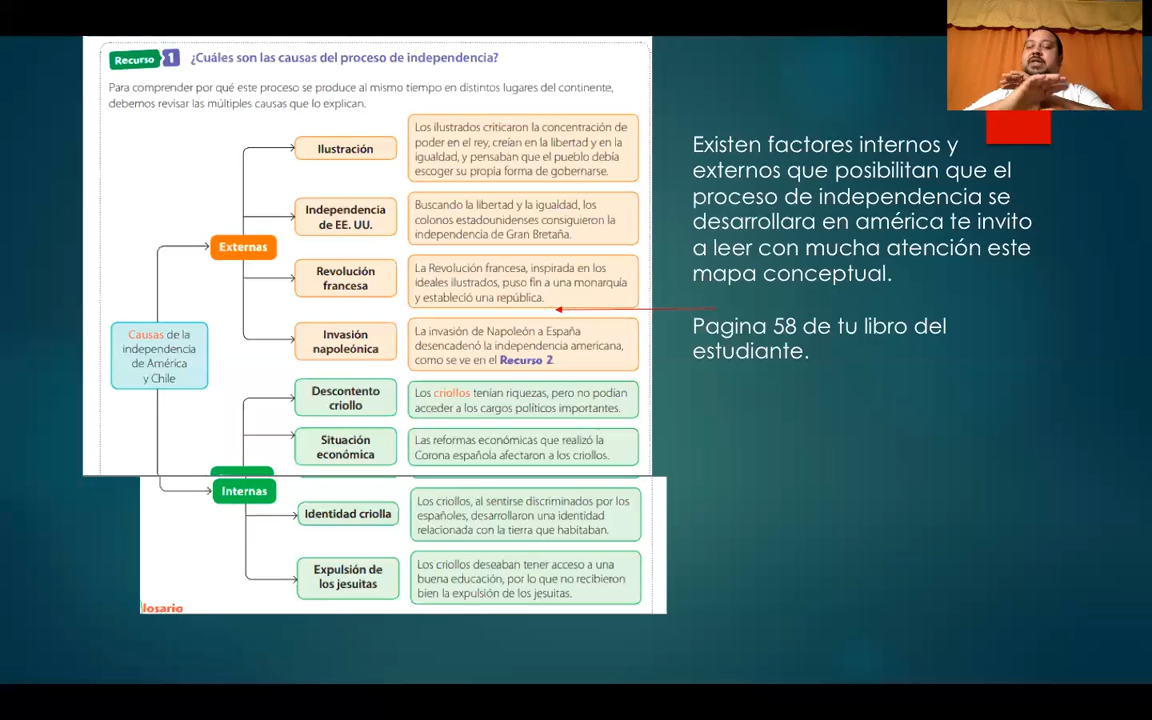 Recurso 1 ¿Cuáles son las causas del proceso de independencia?
Para comprender por qué este proceso se produce al mismo tiempo en distintos lugares del continente,
debemos revisar las múltiples causas que lo explican.
Causas de la
independencia
de América
y Chile
Externas
Ilustración
Los ilustrados criticaron la concentración de
poder en el rey, creían en la libertad y en la
igualdad, y pensaban que el pueblo debía
escoger su propia forma de gobernarse.
Independencia
de EE. UU.
Buscando la libertad y la igualdad, los
colonos estadounidenses consiguieron la
independencia de Gran Bretaña.
Revolución
francesa
La Revolución francesa, inspirada en los
ideales ilustrados, puso fin a una monarquía
y estableció una república.
Invasión
napoleónica
La invasión de Napoleón a España
desencadenó la independencia americana,
como se ve en el Recurso 2
Internas
Descontento
criollo
Los criollos tenían riquezas, pero no podían
acceder a los cargos políticos importantes.
Situación
económica
Las reformas económicas que realizó la
Corona española afectaron a los criollos.
Identidad criolla
Los criollos, al sentirse discriminados por los
españoles, desarrollaron una identidad
relacionada con la tierra que habitaban.
Expulsión de
los jesuitas
Los criollos deseaban tener acceso a una
buena educación, por lo que no recibieron
bien la expulsión de los jesuitas.
losario
Existen factores internos y
externos que posibilitan que el
proceso de independencia se
desarrollara en américa te invito
a leer con mucha atención este
mapa conceptual.
Pagina 58 de tu libro del
estudiante.